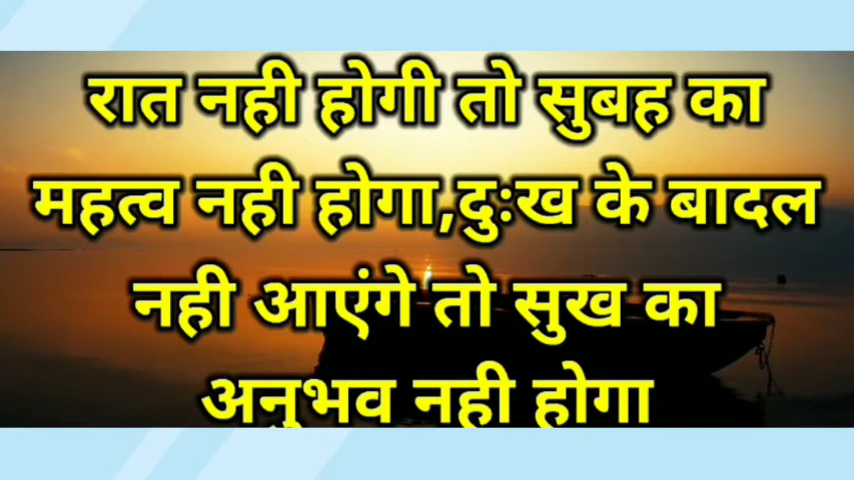 रात नही होगी तो सुबह का
महत्व नही होगा,दुःख के बादल
नही आएंगे तो सुख का
अनुभव नही होगा